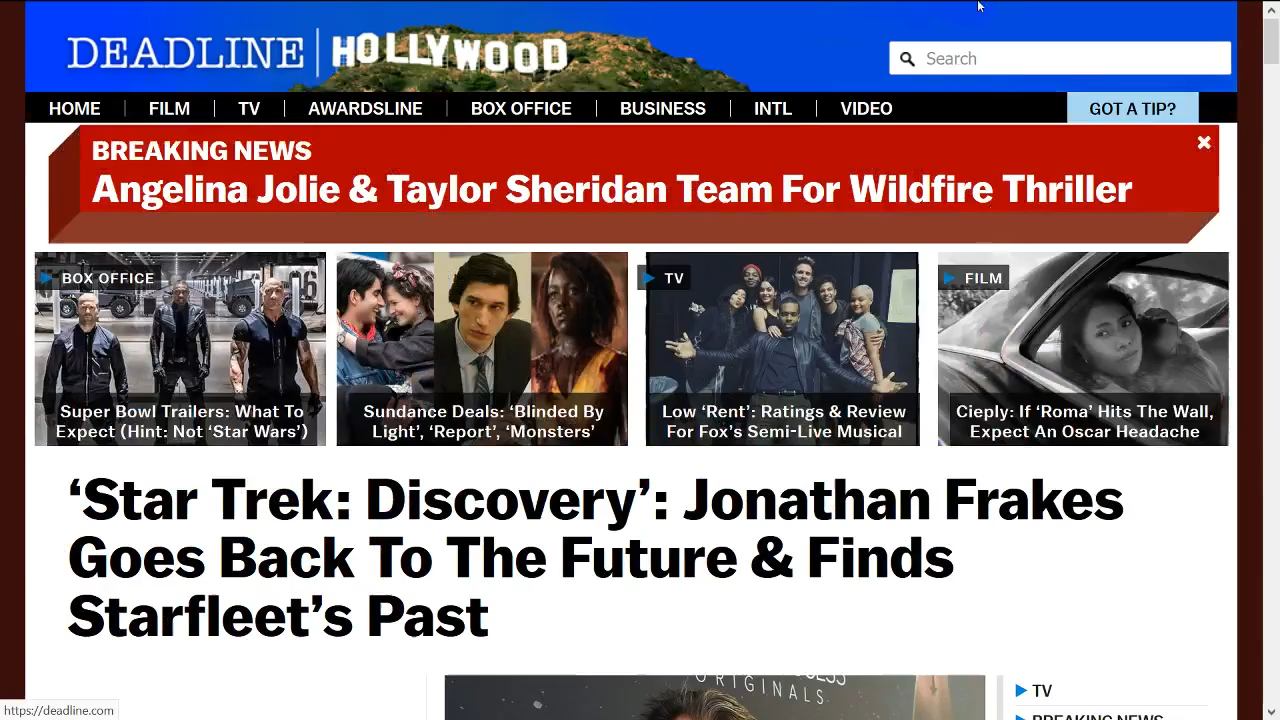 DEADLINE HOLLYWOOD
Search
HOME FILM TV AWARDSLINE BOX OFFICE BUSINESS INTL VIDEO GOT A TIP?
BREAKING NEWS
Angelina Jolie & Taylor Sheridan Team For Wildfire Thriller
BOX OFFICE
Super Bowl Trailers: What To
Expect (Hint: Not ‘Star Wars’)
Sundance Deals: ‘Blinded By
Light’, ‘Report’, ‘Monsters’
TV
Low ‘Rent’: Ratings & Review
For Fox’s Semi-Live Musical
FILM
Cieply: If ‘Roma’ Hits The Wall,
Expect An Oscar Headache
‘Star Trek: Discovery’: Jonathan Frakes
Goes Back To The Future & Finds
Starfleet’s Past
ORIGINALS
TV
BREAKING NEWS
https://deadline.com